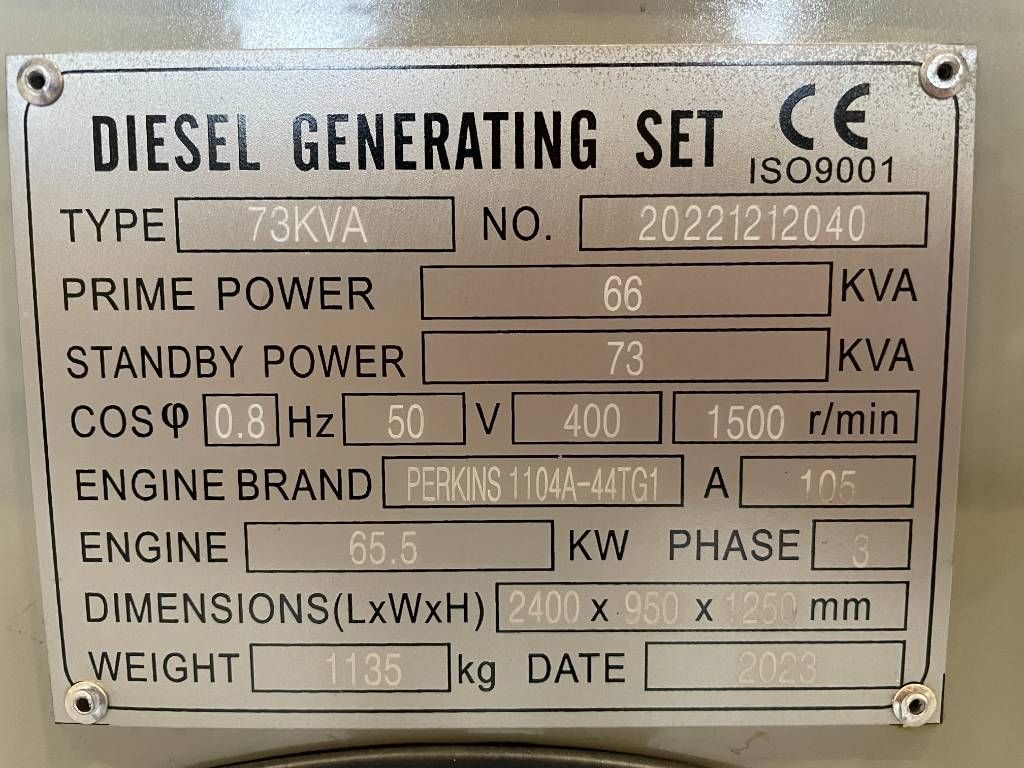 DIESEL GENERATING SET CE
ISO9001
TYPE 73KVA NO. 20221212040
PRIME POWER 66 KVA
STANDBY POWER 73 KVA
COSφ 0.8 Hz 50 V 400 1500 r/min
ENGINE BRAND PERKINS 1104A-44TG1 A 105
ENGINE 65.5 KW PHASE 3
DIMENSIONS(LxWxH) 2400 x 950 x 1250 mm
WEIGHT 1135 kg DATE 2023